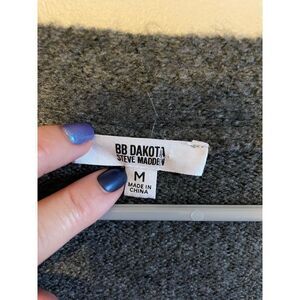 BB DAKOTA
STEVE MADDEN
M
MADE IN
CHINA